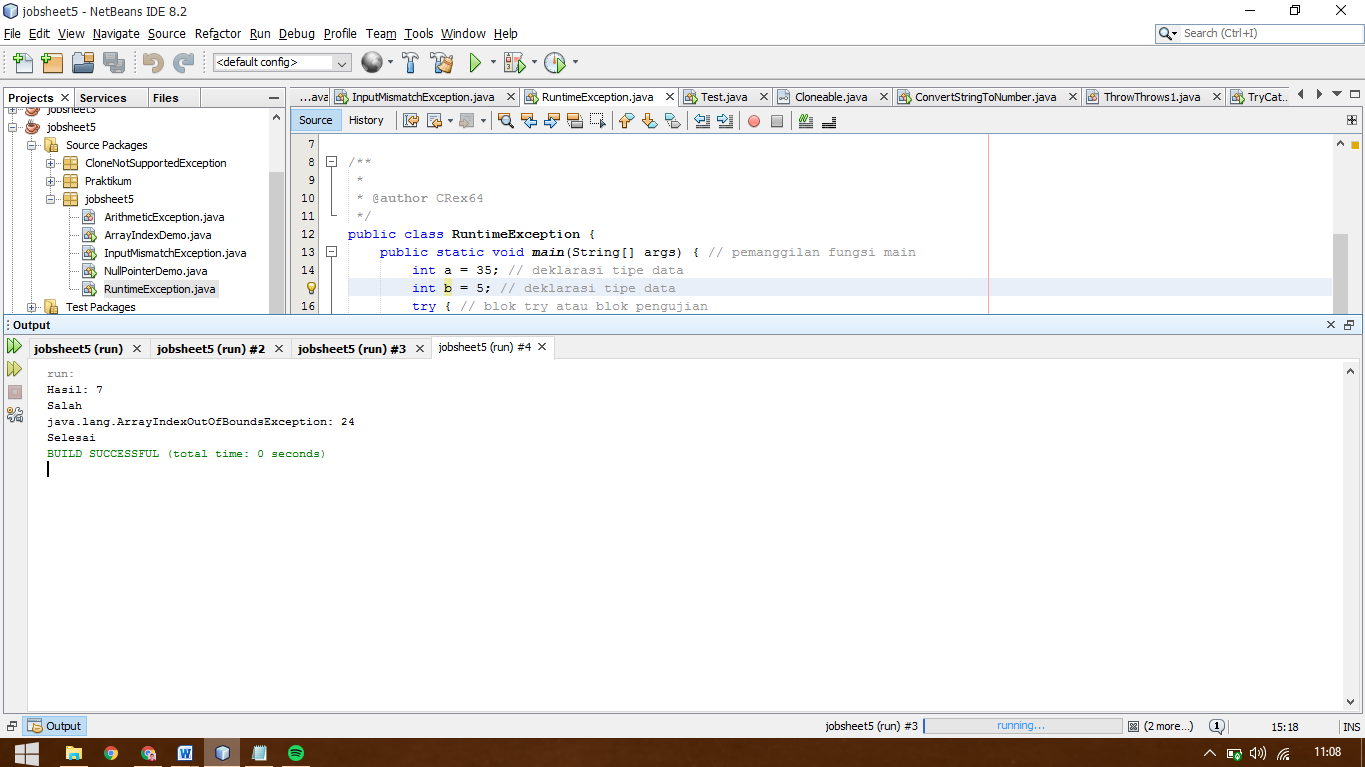 jobsheet5 - NetBeans IDE 8.2
File Edit View Navigate Source Refactor Run Debug Profile Team Tools Window Help
Search (Ctrl+I)
<default config>
Projects Services Files
jobsheet3
jobsheet5
Source Packages
CloneNotSupportedException
Praktikum
jobsheet5
ArithmeticException.java
ArrayIndexDemo.java
InputMismatchException.java
NullPointerDemo.java
RuntimeException.java
Test Packages
...ava InputMismatchException.java RuntimeException.java Test.java Cloneable.java ConvertStringToNumber.java ThrowThrows1.java TryCat...
Source History
7
8 /**
9 *
10 * @author CRex64
11 */
12 public class RuntimeException {
13 public static void main(String[] args) { // pemanggilan fungsi main
14 int a = 35; // deklarasi tipe data
int b = 5; // deklarasi tipe data
16 try { // blok try atau blok pengujian
Output
jobsheet5 (run) jobsheet5 (run) #2 jobsheet5 (run) #3 jobsheet5 (run) #4
run:
Hasil: 7
Salah
java.lang.ArrayIndexOutOfBoundsException: 24
Selesai
BUILD SUCCESSFUL (total time: 0 seconds)
Output jobsheet5 (run) #3 running... (2 more...) 1 15:18 INS
11:08